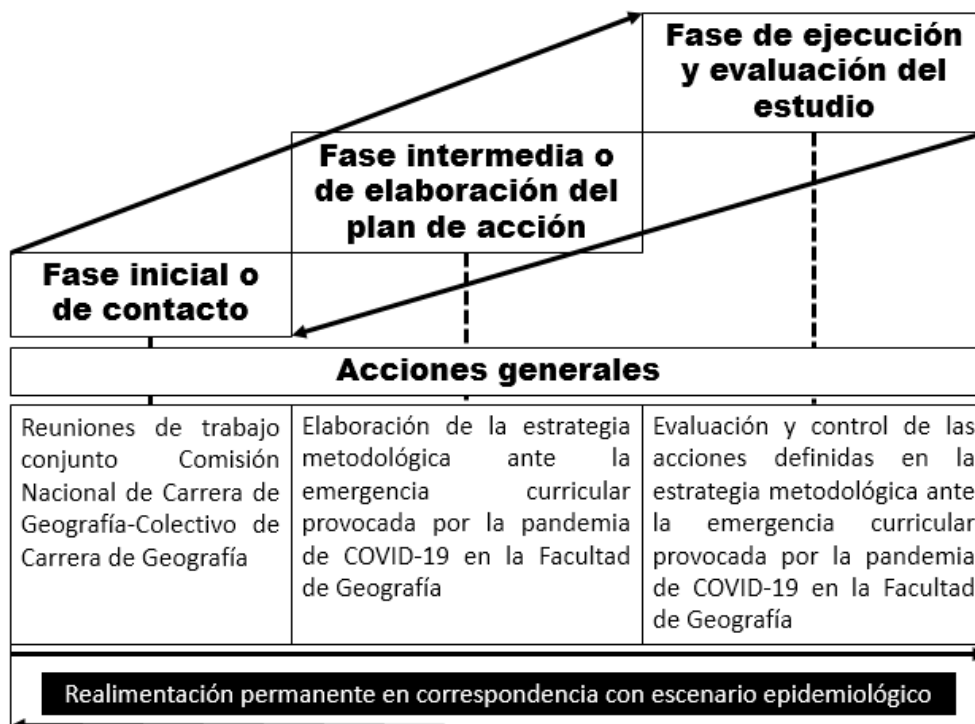 Fase de ejecución
y evaluación del
estudio
Fase intermedia o
de elaboración del
plan de acción
Fase inicial o
de contacto
Acciones generales
Reuniones de trabajo
conjunto Comisión
Nacional de Carrera de
Geografía-Colectivo de
Carrera de Geografía
Elaboración de la estrategia
metodológica ante la
emergencia curricular
provocada por la pandemia
de COVID-19 en la Facultad
de Geografía
Evaluación y control de las
acciones definidas en la
estrategia metodológica ante
la emergencia curricular
provocada por la pandemia
de COVID-19 en la Facultad
de Geografía
Realimentación permanente en correspondencia con escenario epidemiológico